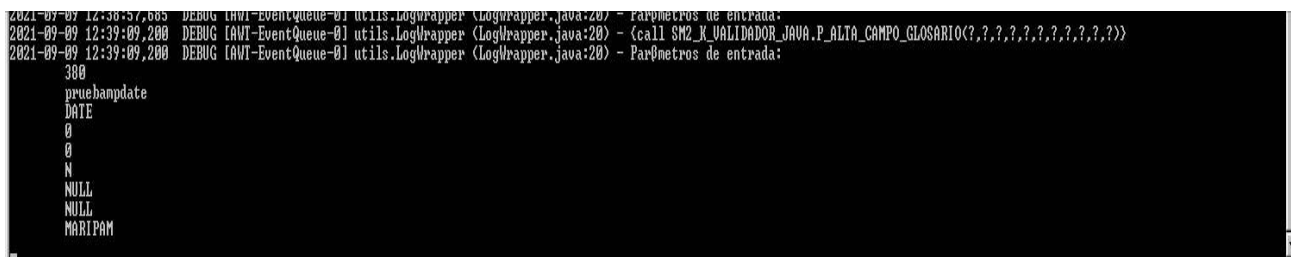 2021-09-09 12:38:57,685 DEBUG [AWT-EventQueue-0] utils.LogWrapper (LogWrapper.java:20) - Parßmetros de entrada:
2021-09-09 12:39:09,200 DEBUG [AWT-EventQueue-0] utils.LogWrapper (LogWrapper.java:20) - {call SM2_K_VALIDADOR_JAVA.P_ALTA_CAMPO_GLOSARIO(?,?,?,?,?,?,?,?,?,?,?)}
2021-09-09 12:39:09,200 DEBUG [AWT-EventQueue-0] utils.LogWrapper (LogWrapper.java:20) - Parßmetros de entrada:
380
pruebampdate
DATE
0
0
N
NULL
NULL
MARIPAM